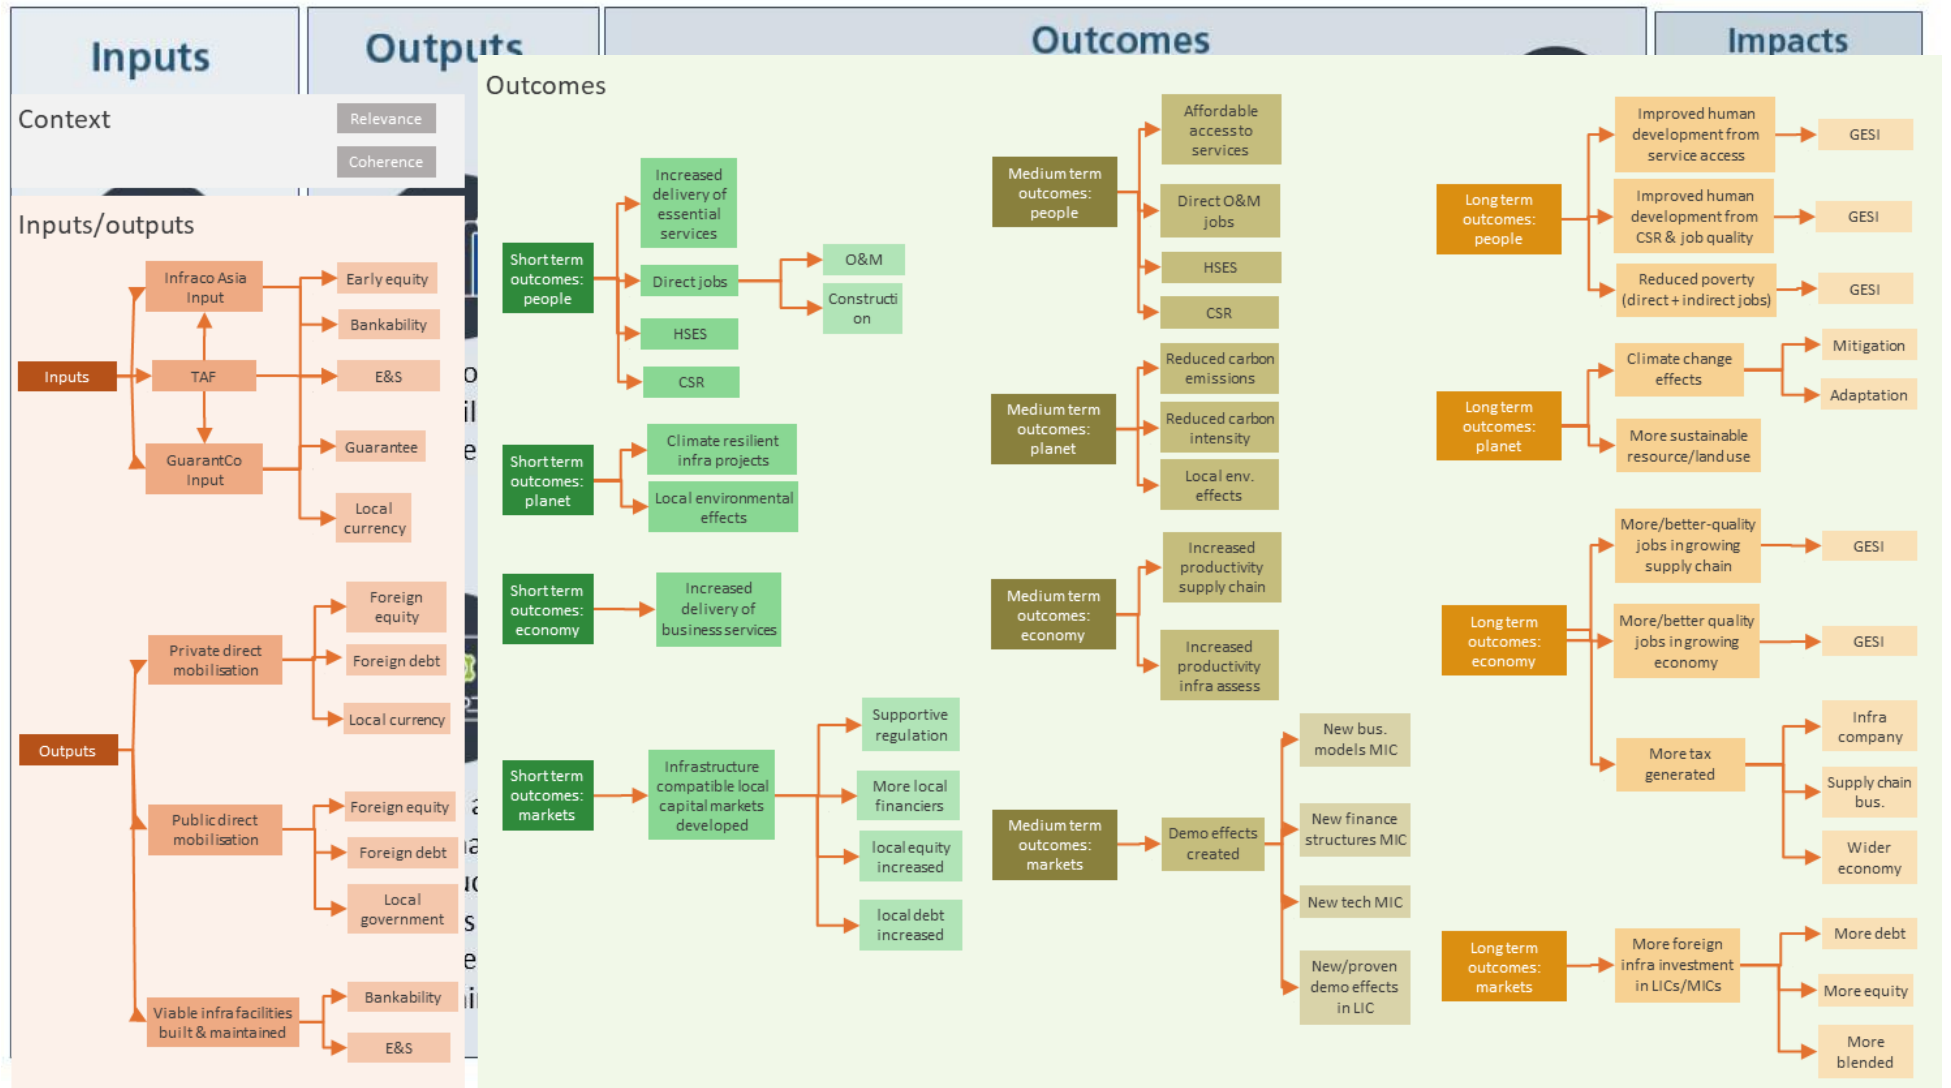 Inputs
Outputs
Outcomes
Impacts
Context
Relevance
Coherence
Inputs/outputs
Inputs
Infraco Asia
Input
TAF
GuarantCo
Input
Early equity
Bankability
E&S
Guarantee
Local
currency
Outputs
Private direct
mobilisation
Foreign
equity
Foreign debt
Local currency
Public direct
mobilisation
Foreign equity
Foreign debt
Local
government
Viable infra facilities
built & maintained
Bankability
E&S
Outcomes
Short term
outcomes:
people
Increased
delivery of
essential
services
Direct jobs
O&M
Constructi
on
HSES
CSR
Short term
outcomes:
planet
Climate resilient
infra projects
Local environmental
effects
Short term
outcomes:
economy
Increased
delivery of
business services
Short term
outcomes:
markets
Infrastructure
compatible local
capital markets
developed
Supportive
regulation
More local
financiers
local equity
increased
local debt
increased
Medium term
outcomes:
people
Affordable
access to
services
Direct O&M
jobs
HSES
CSR
Medium term
outcomes:
planet
Reduced carbon
emissions
Reduced carbon
intensity
Local env.
effects
Medium term
outcomes:
economy
Increased
productivity
supply chain
Increased
productivity
infra assess
Medium term
outcomes:
markets
Demo effects
created
New bus.
models MIC
New finance
structures MIC
New tech MIC
New/proven
demo effects
in LIC
Long term
outcomes:
people
Improved human
development from
service access
GESI
Improved human
development from
CSR & job quality
GESI
Reduced poverty
(direct + indirect jobs)
GESI
Long term
outcomes:
planet
Climate change
effects
Mitigation
Adaptation
More sustainable
resource/land use
Long term
outcomes:
economy
More/better-quality
jobs in growing
supply chain
GESI
More/better quality
jobs in growing
economy
GESI
More tax
generated
Infra
company
Supply chain
bus.
Wider
economy
Long term
outcomes:
markets
More foreign
infra investment
in LICs/MICs
More debt
More equity
More
blended